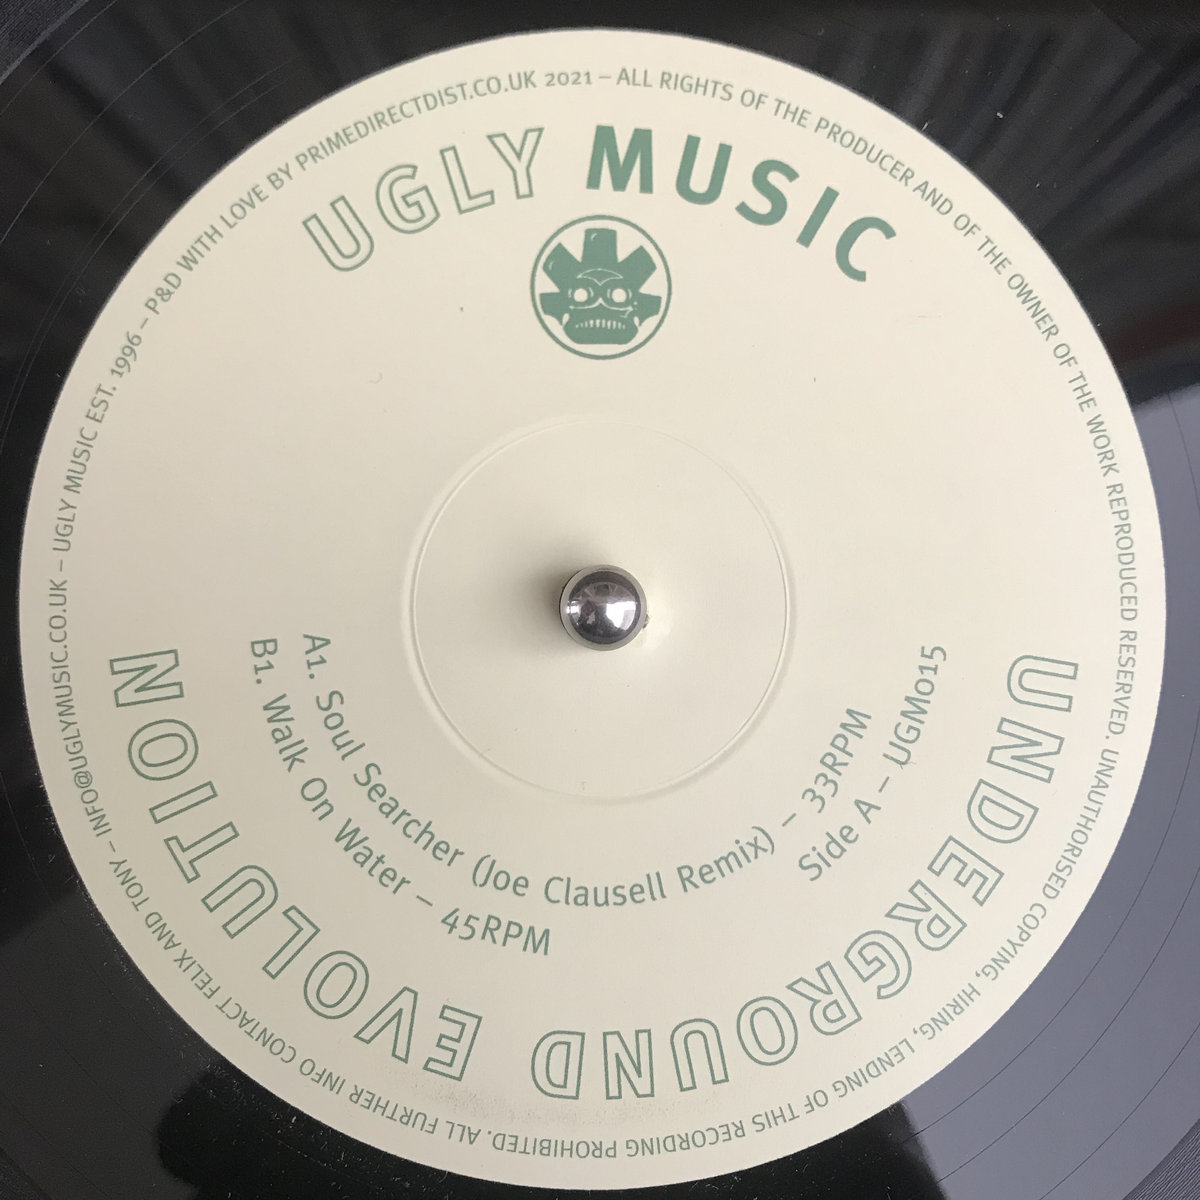 UGLY MUSIC
UGLY MUSIC EST. 1996 – P&D WITH LOVE BY PRIMEDIRECTDIST.CO.UK 2021 – ALL RIGHTS OF THE PRODUCER AND OF THE OWNER OF THE WORK REPRODUCED RESERVED. UNAUTHORISED COPYING, HIRING, LENDING OF THIS RECORDING PROHIBITED. ALL FURTHER INFO CONTACT FELIX AND TONY – INFO@UGLYMUSIC.CO.UK –
A1. Soul Searcher (Joe Clausell Remix) – 33RPM
B1. Walk On Water – 45RPM
Side A – UGM015
UNDERGROUND EVOLUTION